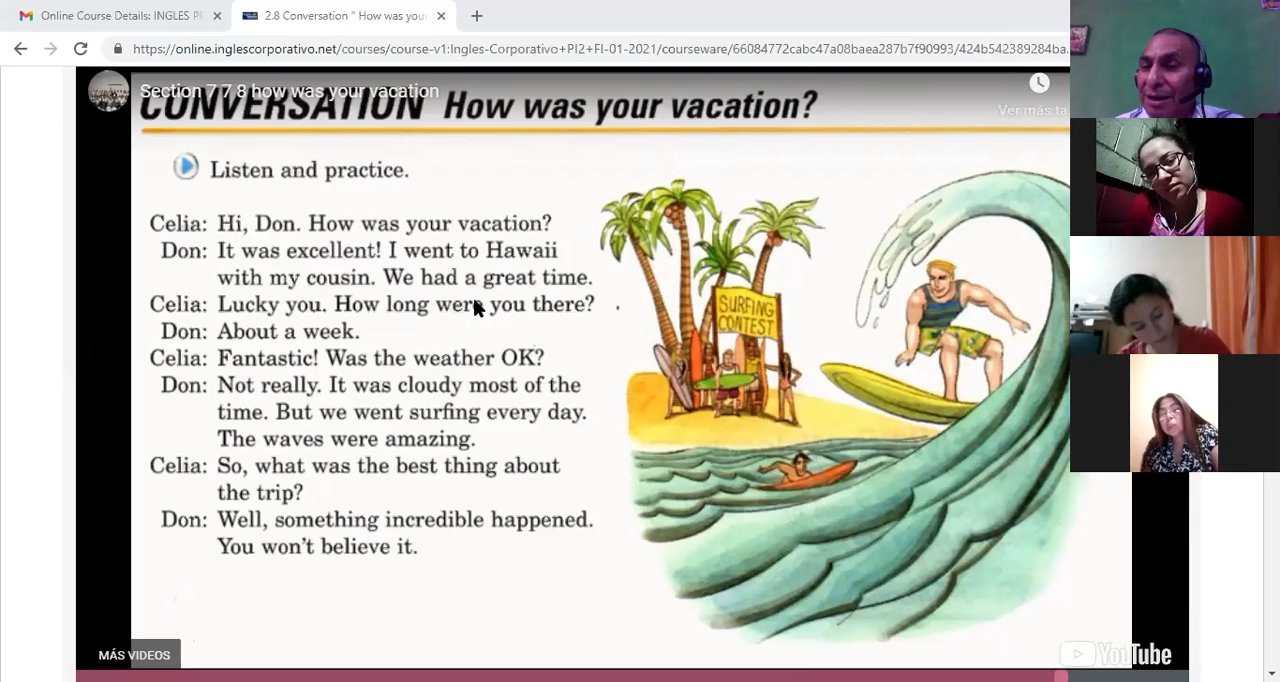 Online Course Details: INGLES P
2.8 Conversation " How was you
https://online.inglescorporativo.net/courses/course-v1:Ingles-Corporativo+PI2+FI-01-2021/courseware/66084772cabc47a08baea287b7f90993/424b542389284ba.
Section 7 7 8 how was your vacation
Ver más ta
CONVERSATION How was your vacation?
Listen and practice.
Celia: Hi, Don. How was your vacation?
Don: It was excellent! I went to Hawaii
with my cousin. We had a great time.
Celia: Lucky you. How long were you there?
Don: About a week.
Celia: Fantastic! Was the weather OK?
Don: Not really. It was cloudy most of the
time. But we went surfing every day.
The waves were amazing.
Celia: So, what was the best thing about
the trip?
Don: Well, something incredible happened.
You won't believe it.
SURFING
CONTEST
MÁS VIDEOS
YouTube